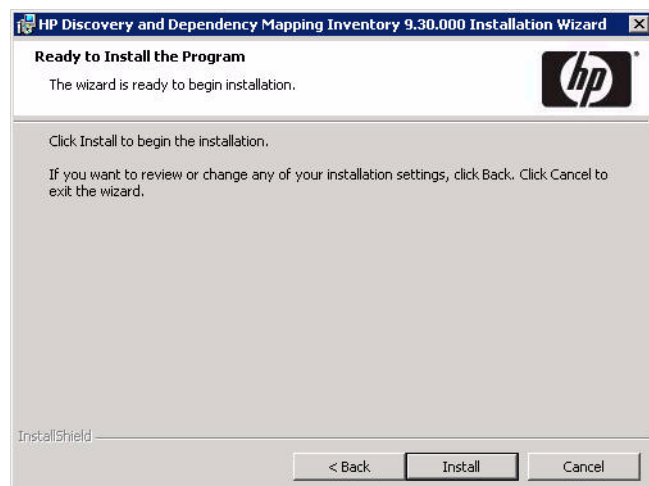 HP Discovery and Dependency Mapping Inventory 9.30.000 Installation Wizard
Ready to Install the Program
The wizard is ready to begin installation.
hp
Click Install to begin the installation.
If you want to review or change any of your installation settings, click Back. Click Cancel to
exit the wizard.
InstallShield
< Back
Install
Cancel